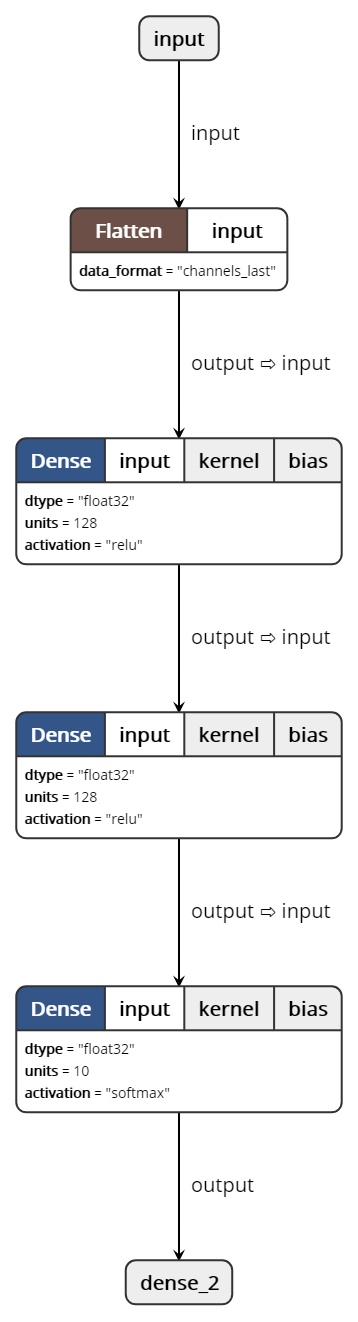 input
input
Flatten input
data_format = "channels_last"
output ⇨ input
Dense input kernel bias
dtype = "float32"
units = 128
activation = "relu"
output ⇨ input
Dense input kernel bias
dtype = "float32"
units = 128
activation = "relu"
output ⇨ input
Dense input kernel bias
dtype = "float32"
units = 10
activation = "softmax"
output
dense_2